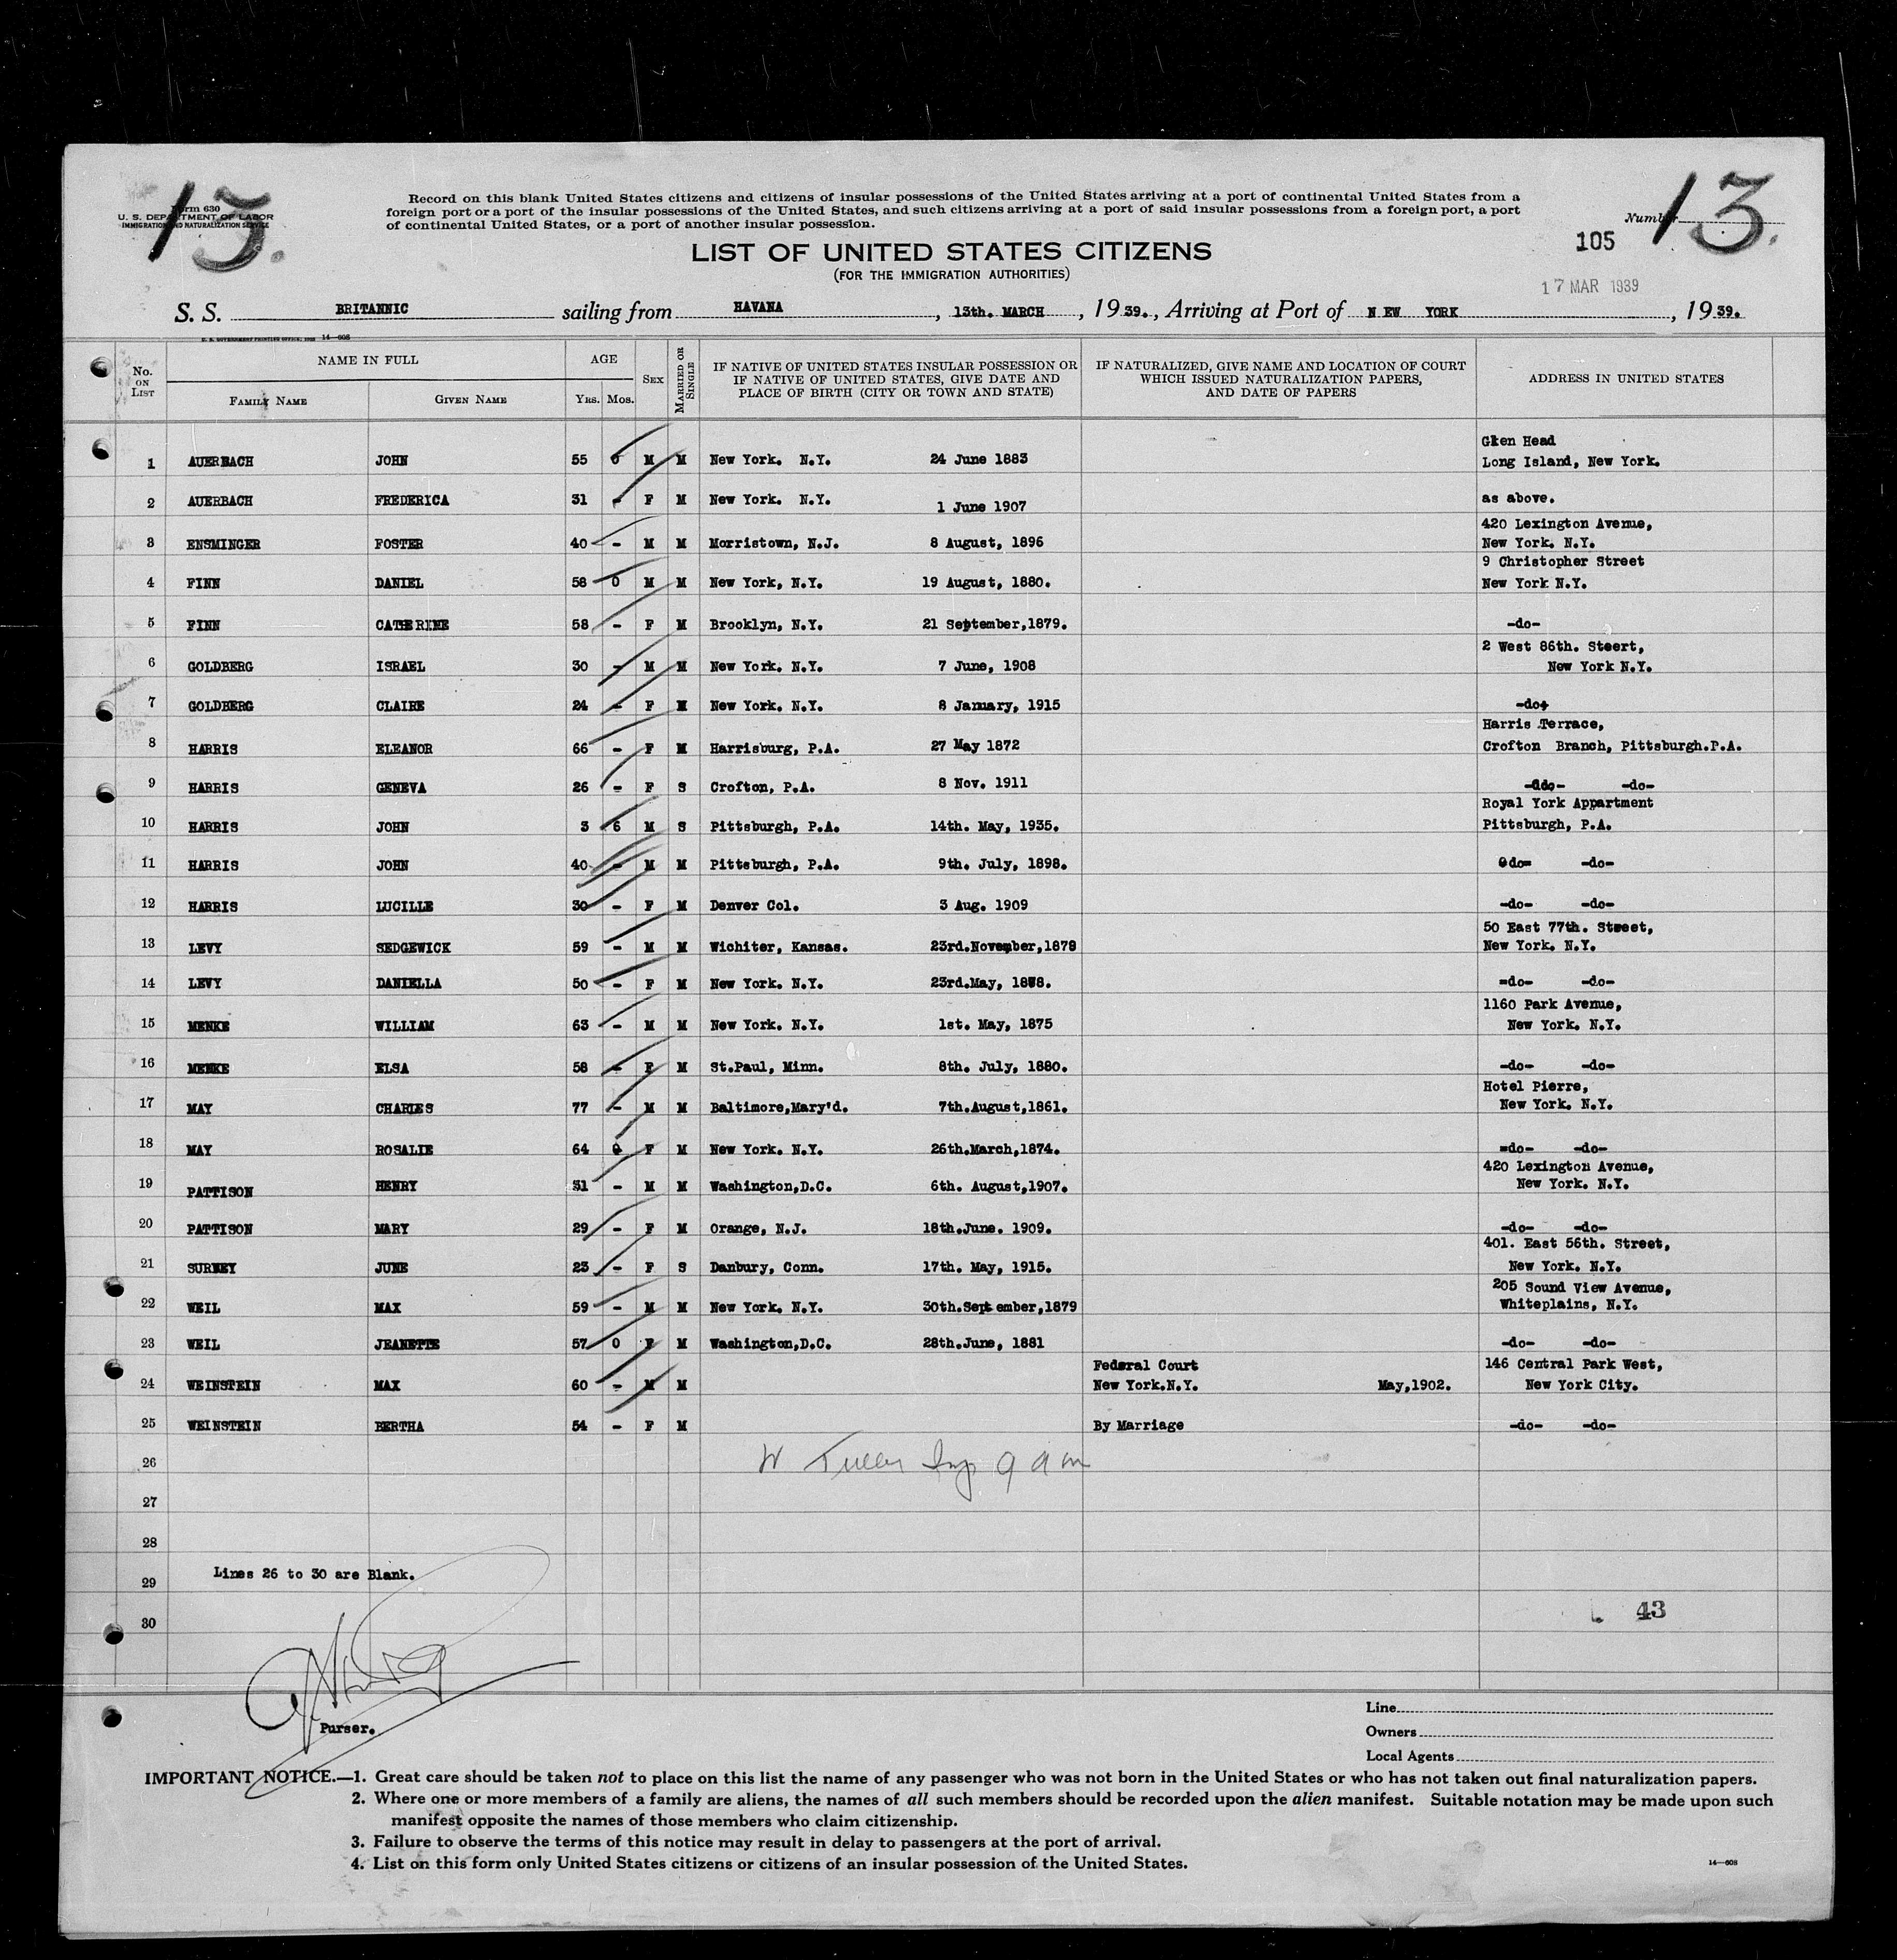 13.
13.
Form 630
U. S. DEPARTMENT OF LABOR
IMMIGRATION AND NATURALIZATION SERVICE
Record on this blank United States citizens and citizens of insular possessions of the United States arriving at a port of continental United States from a
foreign port or a port of the insular possessions of the United States, and such citizens arriving at a port of said insular possessions from a foreign port, a port
of continental United States, or a port of another insular possession.
Number
105
LIST OF UNITED STATES CITIZENS
(FOR THE IMMIGRATION AUTHORITIES)
17 MAR 1939
S. S. BRITANNIC sailing from HAVANA, 13th. MARCH, 1939., Arriving at Port of N EW YORK, 1939.
14—608
No. ON LIST NAME IN FULL AGE SEX MARRIED OR SINGLE IF NATIVE OF UNITED STATES INSULAR POSSESSION OR IF NATIVE OF UNITED STATES, GIVE DATE AND PLACE OF BIRTH (CITY OR TOWN AND STATE) IF NATURALIZED, GIVE NAME AND LOCATION OF COURT WHICH ISSUED NATURALIZATION PAPERS, AND DATE OF PAPERS ADDRESS IN UNITED STATES
FAMILY NAME GIVEN NAME YRS. MOS.
Glen Head
1 AUERBACH JOHN 55 0 M M New York. N.Y. 24 June 1883 Long Island, New York.
2 AUERBACH FREDERICA 31 - F M New York. N.Y. 1 June 1907 as above.
420 Lexington Avenue,
3 ENSMINGER FOSTER 40 - M M Morristown, N.J. 8 August, 1896 New York. N.Y.
9 Christopher Street
4 FINN DANIEL 58 0 M M New York, N.Y. 19 August, 1880. New York N.Y.
5 FINN CATHERINE 58 - F M Brooklyn, N.Y. 21 September,1879. -do-
2 West 86th. Steert,
6 GOLDBERG ISRAEL 30 - M M New York. N.Y. 7 June, 1908 New York N.Y.
7 GOLDBERG CLAIRE 24 - F M New York. N.Y. 8 January, 1915 -do-
Harris Terrace,
8 HARRIS ELEANOR 66 - F M Harrisburg, P.A. 27 May 1872 Crofton Branch, Pittsburgh.P.A.
9 HARRIS GENEVA 26 - F S Crofton, P.A. 8 Nov. 1911 -ddo- -do-
Royal York Appartment
10 HARRIS JOHN 3 6 M S Pittsburgh, P.A. 14th. May, 1935. Pittsburgh, P.A.
11 HARRIS JOHN 40 - M M Pittsburgh, P.A. 9th. July, 1898. do- -do-
12 HARRIS LUCILLE 30 - F M Denver Col. 3 Aug. 1909 -do- -do-
50 East 77th. Street,
13 LEVY SEDGEWICK 59 - M M Wichiter, Kansas. 23rd.November,1879 New York. N.Y.
14 LEVY DANIELLA 50 - F M New York. N.Y. 23rd.May, 1888. -do- -do-
1160 Park Avenue,
15 MENKE WILLIAM 63 - M M New York. N.Y. 1st. May, 1875 New York. N.Y.
16 MENKE ELSA 58 - F M St.Paul, Minn. 8th. July, 1880. -do- -do-
Hotel Pierre,
17 MAY CHARLES 77 - M M Baltimore,Mary'd. 7th.August,1861. New York. N.Y.
18 MAY ROSALIE 64 0 F M New York. N.Y. 26th.March,1874. -do- -do-
420 Lexington Avenue,
19 PATTISON HENRY 31 - M M Washington,D.C. 6th. August,1907. New York. N.Y.
20 PATTISON MARY 29 - F M Orange, N.J. 18th.June. 1909. -do- -do-
401. East 56th. Street,
21 SURNEY JUNE 23 - F S Danbury, Conn. 17th. May, 1915. New York. N.Y.
205 Sound View Avenue,
22 WEIL MAX 59 - M M New York. N.Y. 30th.September,1879 Whiteplains, N.Y.
23 WEIL JEANETTE 57 0 F M Washington,D.C. 28th.June, 1881 -do- -do-
Federal Court 146 Central Park West,
24 WEINSTEIN MAX 60 - M M New York.N.Y. May,1902. New York City.
25 WEINSTEIN BERTHA 54 - F M By Marriage -do- -do-
26
27
28
Lines 26 to 30 are Blank.
29
30
43
Purser.
Line
Owners
Local Agents
IMPORTANT NOTICE.—1. Great care should be taken not to place on this list the name of any passenger who was not born in the United States or who has not taken out final naturalization papers.
2. Where one or more members of a family are aliens, the names of all such members should be recorded upon the alien manifest. Suitable notation may be made upon such
manifest opposite the names of those members who claim citizenship.
3. Failure to observe the terms of this notice may result in delay to passengers at the port of arrival.
4. List on this form only United States citizens or citizens of an insular possession of the United States.
14—608